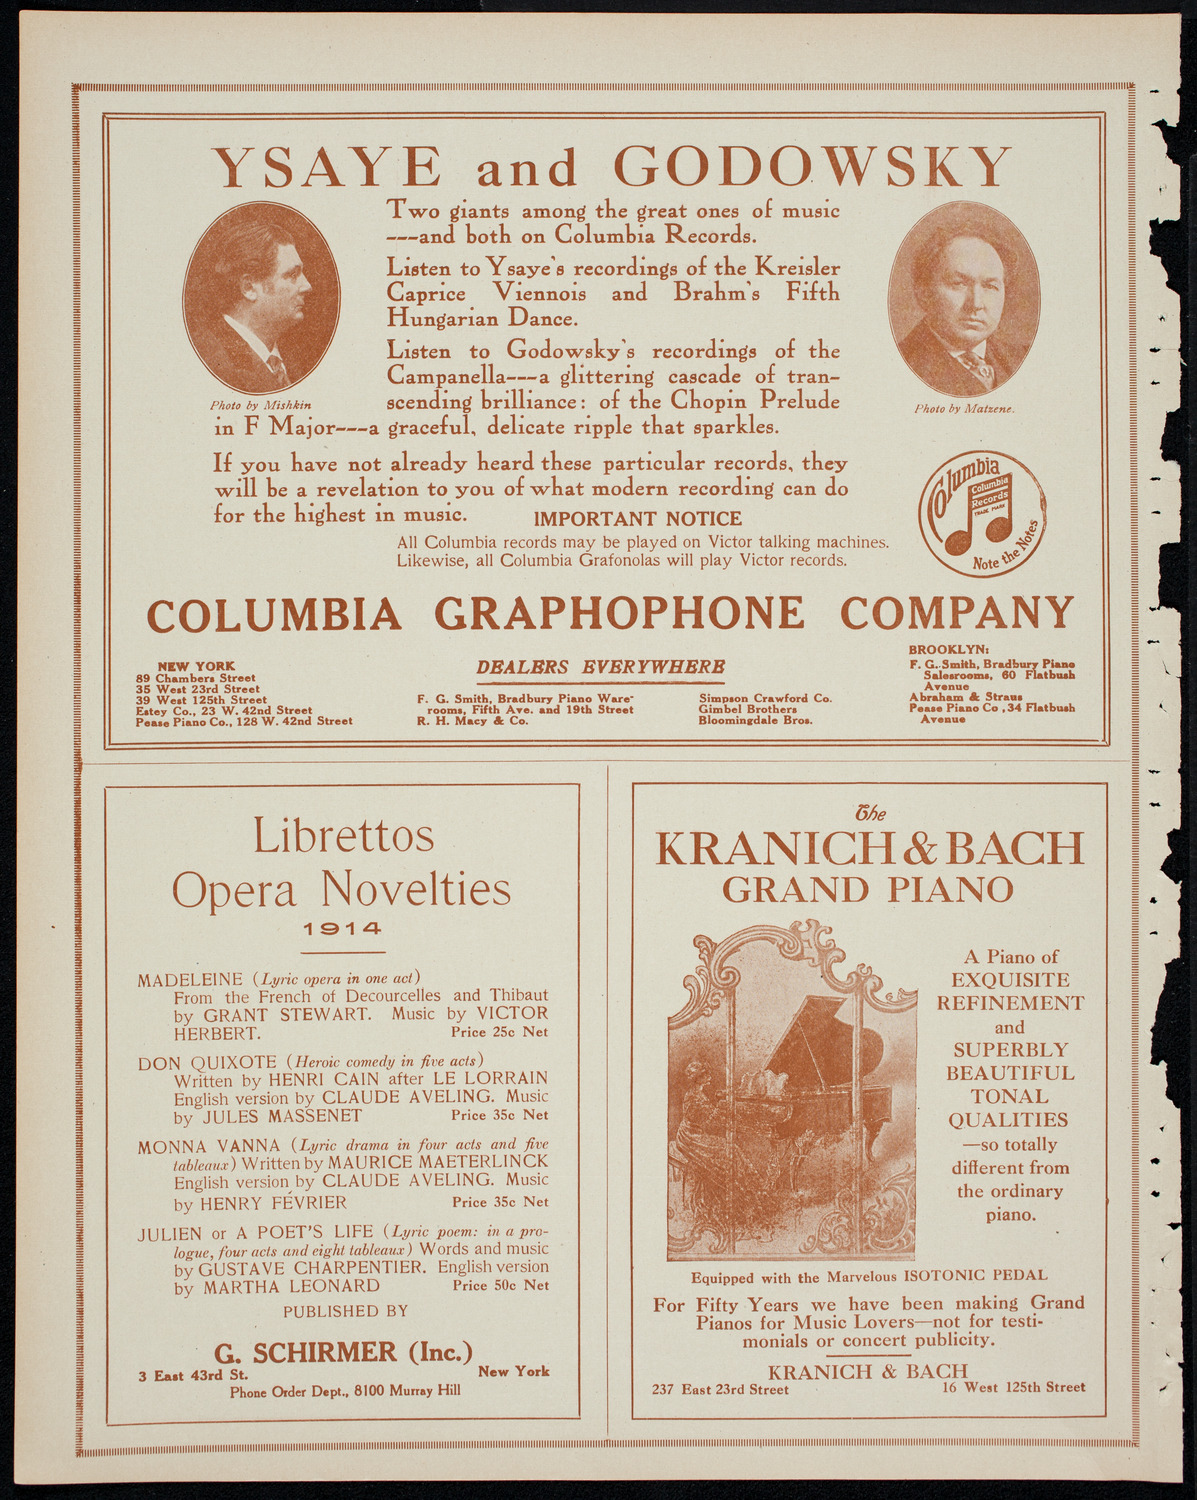 YSAYE and GODOWSKY
Two giants among the great ones of music
---and both on Columbia Records.
Listen to Ysaye's recordings of the Kreisler
Caprice Viennois and Brahm's Fifth
Hungarian Dance.
Listen to Godowsky's recordings of the
Campanella---a glittering cascade of tran-
scending brilliance: of the Chopin Prelude
in F Major---a graceful, delicate ripple that sparkles.
Photo by Mishkin
Photo by Matzene.
If you have not already heard these particular records, they
will be a revelation to you of what modern recording can do
for the highest in music.
IMPORTANT NOTICE
All Columbia records may be played on Victor talking machines.
Likewise, all Columbia Grafonolas will play Victor records.
Columbia
Columbia
Records
TRADE MARK
Note the Notes
COLUMBIA GRAPHOPHONE COMPANY
NEW YORK
89 Chambers Street
35 West 23rd Street
39 West 125th Street
Estey Co., 23 W. 42nd Street
Pease Piano Co., 128 W. 42nd Street
DEALERS EVERYWHERE
F. G. Smith, Bradbury Piano Ware-
rooms, Fifth Ave. and 19th Street
R. H. Macy & Co.
Simpson Crawford Co.
Gimbel Brothers
Bloomingdale Bros.
BROOKLYN:
F. G. Smith, Bradbury Piano
Salesrooms, 60 Flatbush
Avenue
Abraham & Straus
Pease Piano Co., 34 Flatbush
Avenue
Librettos
Opera Novelties
1914
MADELEINE (Lyric opera in one act)
From the French of Decourcelles and Thibaut
by GRANT STEWART. Music by VICTOR
HERBERT. Price 25c Net
DON QUIXOTE (Heroic comedy in five acts)
Written by HENRI CAIN after LE LORRAIN
English version by CLAUDE AVELING. Music
by JULES MASSENET Price 35c Net
MONNA VANNA (Lyric drama in four acts and five
tableaux) Written by MAURICE MAETERLINCK
English version by CLAUDE AVELING. Music
by HENRY FÉVRIER Price 35c Net
JULIEN or A POET'S LIFE (Lyric poem: in a pro-
logue, four acts and eight tableaux) Words and music
by GUSTAVE CHARPENTIER. English version
by MARTHA LEONARD Price 50c Net
PUBLISHED BY
G. SCHIRMER (Inc.)
3 East 43rd St. New York
Phone Order Dept., 8100 Murray Hill
The
KRANICH & BACH
GRAND PIANO
A Piano of
EXQUISITE
REFINEMENT
and
SUPERBLY
BEAUTIFUL
TONAL
QUALITIES
—so totally
different from
the ordinary
piano.
Equipped with the Marvelous ISOTONIC PEDAL
For Fifty Years we have been making Grand
Pianos for Music Lovers—not for testi-
monials or concert publicity.
KRANICH & BACH
237 East 23rd Street 16 West 125th Street